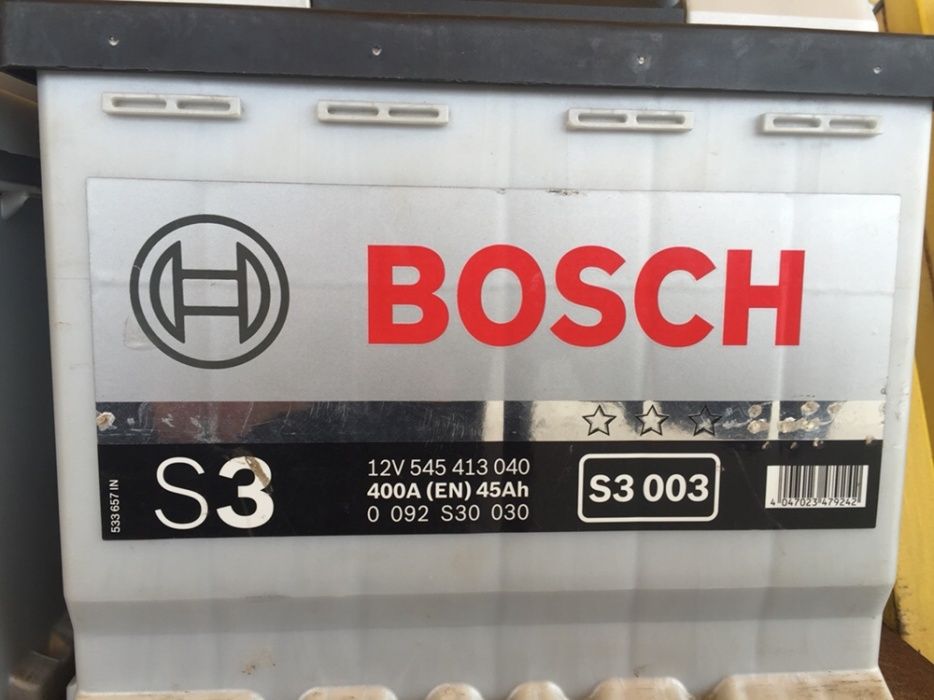 BOSCH
S3
12V 545 413 040
400A (EN) 45Ah
0 092 S30 030
S3 003
4 047023 479242
533 657 IN